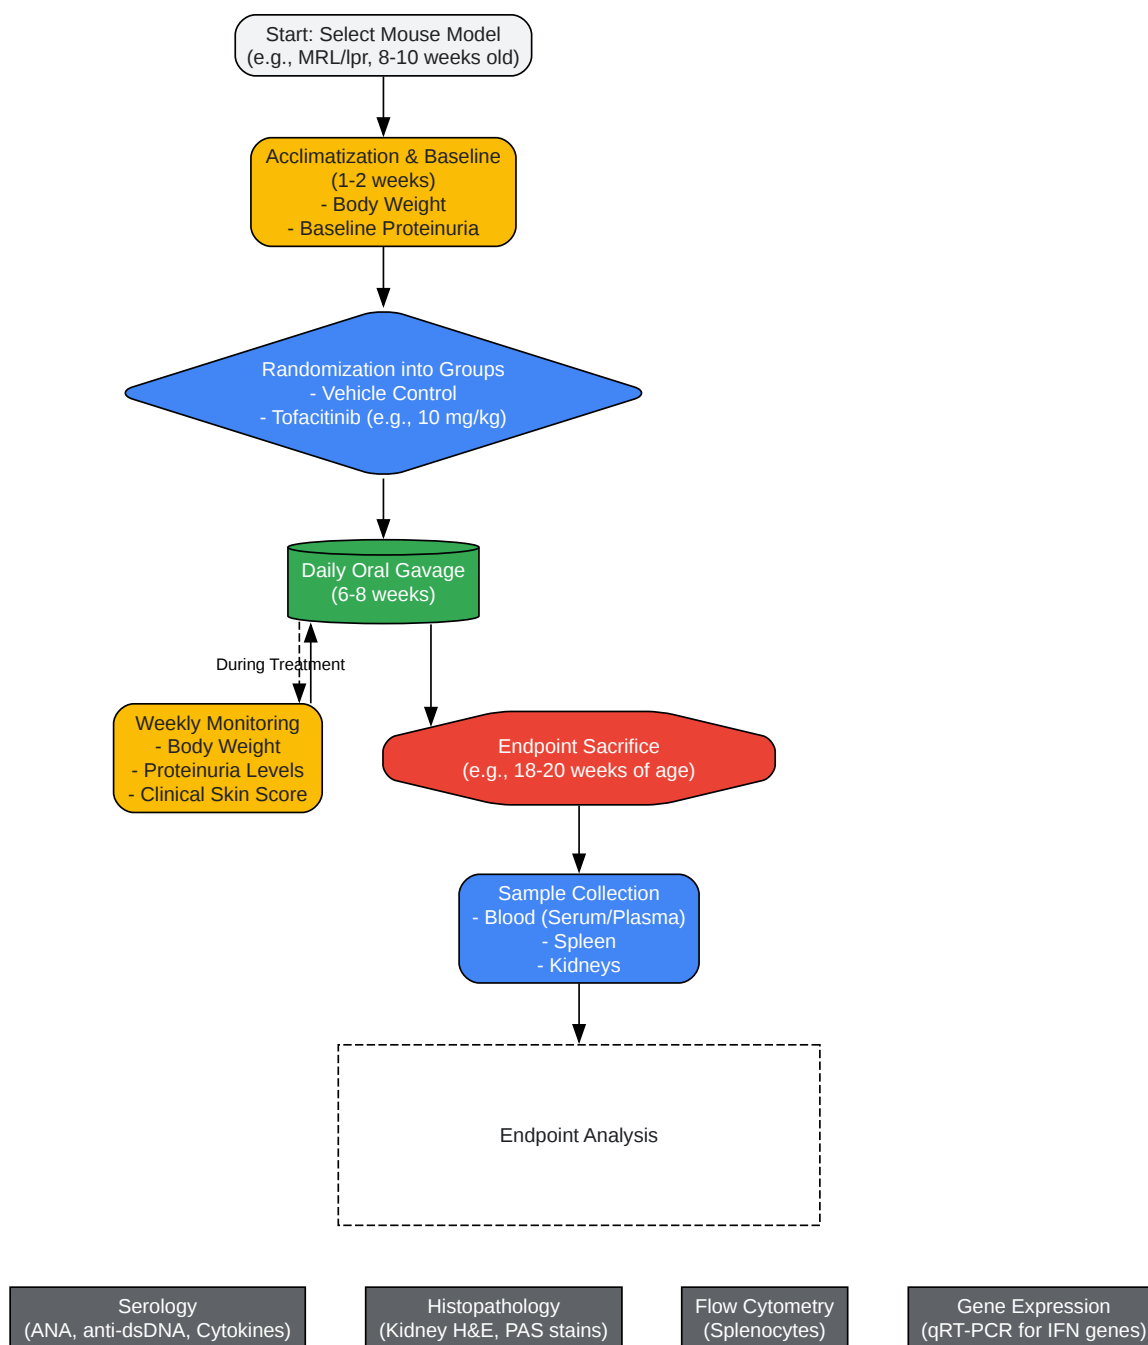 Start: Select Mouse Model
(e.g., MRL/lpr, 8-10 weeks old)
Acclimatization & Baseline
(1-2 weeks)
- Body Weight
- Baseline Proteinuria
Randomization into Groups
- Vehicle Control
- Tofacitinib (e.g., 10 mg/kg)
Daily Oral Gavage
(6-8 weeks)
During Treatment
Weekly Monitoring
- Body Weight
- Proteinuria Levels
- Clinical Skin Score
Endpoint Sacrifice
(e.g., 18-20 weeks of age)
Sample Collection
- Blood (Serum/Plasma)
- Spleen
- Kidneys
Endpoint Analysis
Serology
(ANA, anti-dsDNA, Cytokines)
Histopathology
(Kidney H&E, PAS stains)
Flow Cytometry
(Splenocytes)
Gene Expression
(qRT-PCR for IFN genes)